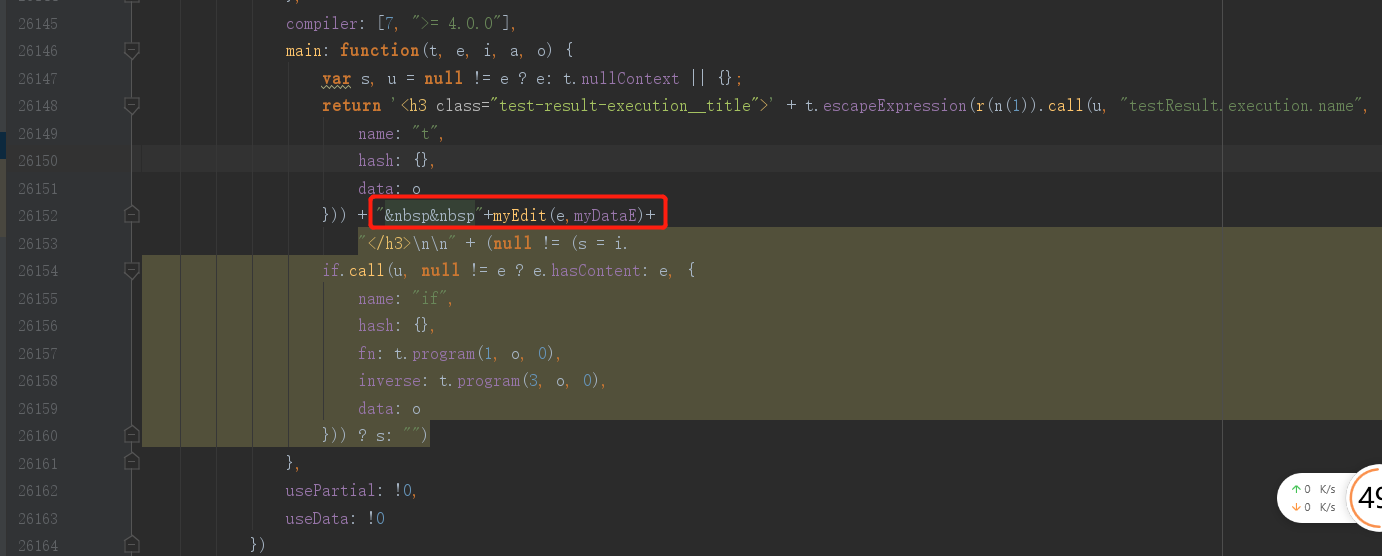 26144 },
26145 compiler: [7, ">= 4.0.0"],
26146 main: function(t, e, i, a, o) {
26147 var s, u = null != e ? e: t.nullContext || {};
26148 return '<h3 class="test-result-execution__title">' + t.escapeExpression(r(n(1)).call(u, "testResult.execution.name",
26149 name: "t",
26150 hash: {},
26151 data: o
26152 })) + "&nbsp&nbsp"+myEdit(e,myDataE)+
26153 "</h3>\n\n" + (null != (s = i.
26154 if.call(u, null != e ? e.hasContent: e, {
26155 name: "if",
26156 hash: {},
26157 fn: t.program(1, o, 0),
26158 inverse: t.program(3, o, 0),
26159 data: o
26160 })) ? s: "")
26161 },
26162 usePartial: !0,
26163 useData: !0
26164 })
↑ 0 K/s
↓ 0 K/s
49